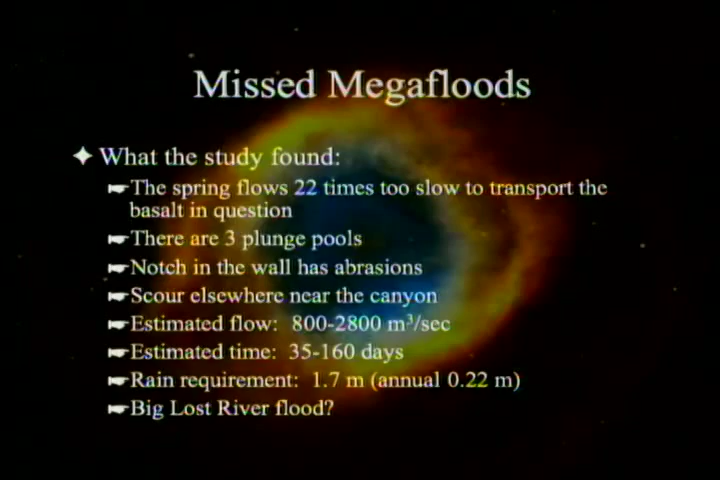 Missed Megafloods
What the study found:
The spring flows 22 times too slow to transport the
basalt in question
There are 3 plunge pools
Notch in the wall has abrasions
Scour elsewhere near the canyon
Estimated flow: 800-2800 m³/sec
Estimated time: 35-160 days
Rain requirement: 1.7 m (annual 0.22 m)
Big Lost River flood?